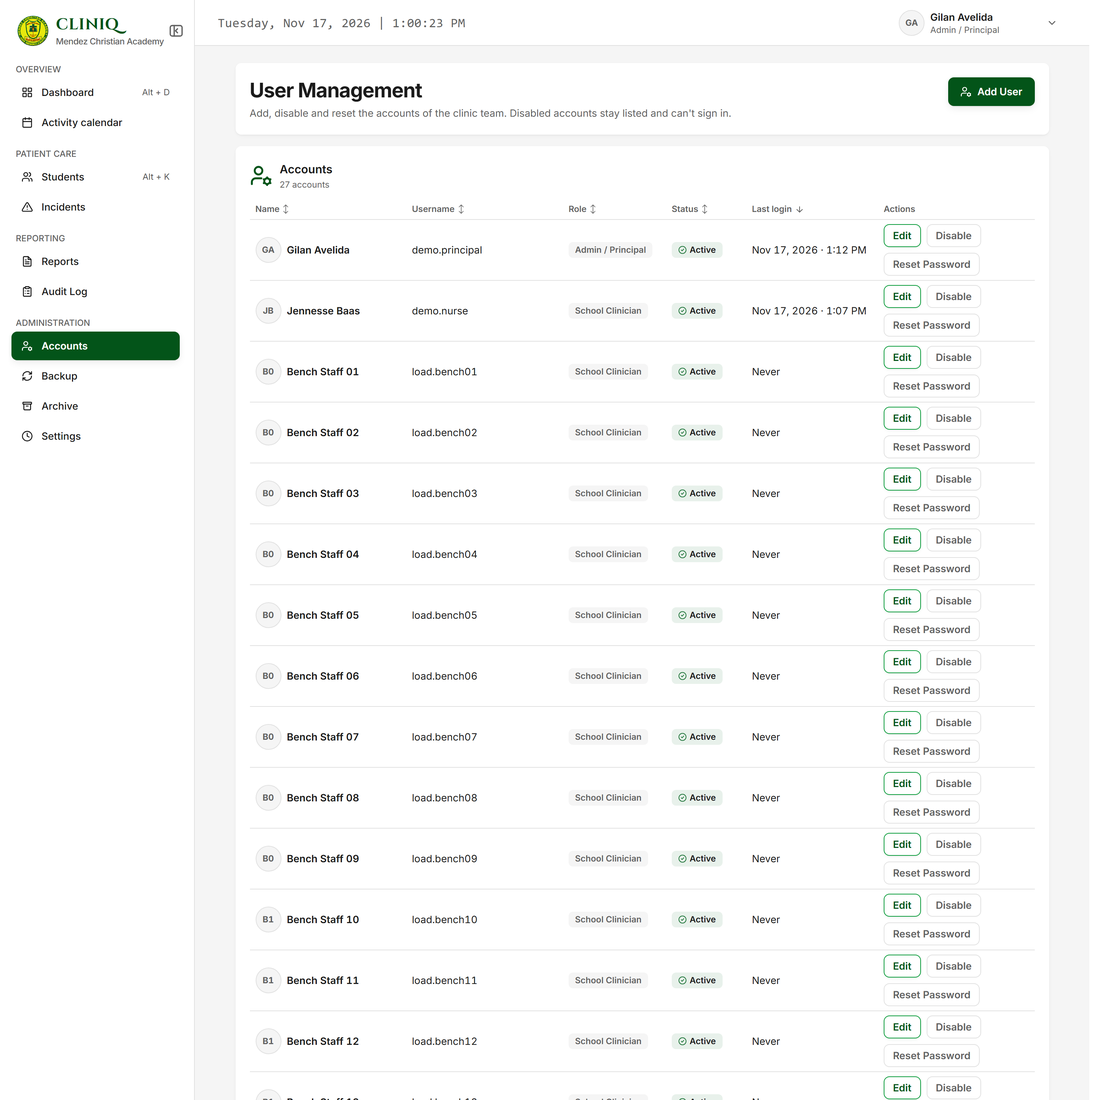 CLINIQ
Mendez Christian Academy
OVERVIEW
Dashboard Alt + D
Activity calendar
PATIENT CARE
Students Alt + K
Incidents
REPORTING
Reports
Audit Log
ADMINISTRATION
Accounts
Backup
Archive
Settings
Tuesday, Nov 17, 2026 | 1:00:23 PM
GA
Gilan Avelida
Admin / Principal
User Management
Add, disable and reset the accounts of the clinic team. Disabled accounts stay listed and can't sign in.
Add User
Accounts
27 accounts
Name Username Role Status Last login Actions
GA Gilan Avelida demo.principal Admin / Principal Active Nov 17, 2026 · 1:12 PM Edit Disable
Reset Password
JB Jennesse Baas demo.nurse School Clinician Active Nov 17, 2026 · 1:07 PM Edit Disable
Reset Password
B0 Bench Staff 01 load.bench01 School Clinician Active Never Edit Disable
Reset Password
B0 Bench Staff 02 load.bench02 School Clinician Active Never Edit Disable
Reset Password
B0 Bench Staff 03 load.bench03 School Clinician Active Never Edit Disable
Reset Password
B0 Bench Staff 04 load.bench04 School Clinician Active Never Edit Disable
Reset Password
B0 Bench Staff 05 load.bench05 School Clinician Active Never Edit Disable
Reset Password
B0 Bench Staff 06 load.bench06 School Clinician Active Never Edit Disable
Reset Password
B0 Bench Staff 07 load.bench07 School Clinician Active Never Edit Disable
Reset Password
B0 Bench Staff 08 load.bench08 School Clinician Active Never Edit Disable
Reset Password
B0 Bench Staff 09 load.bench09 School Clinician Active Never Edit Disable
Reset Password
B1 Bench Staff 10 load.bench10 School Clinician Active Never Edit Disable
Reset Password
B1 Bench Staff 11 load.bench11 School Clinician Active Never Edit Disable
Reset Password
B1 Bench Staff 12 load.bench12 School Clinician Active Never Edit Disable
Reset Password
Edit Disable